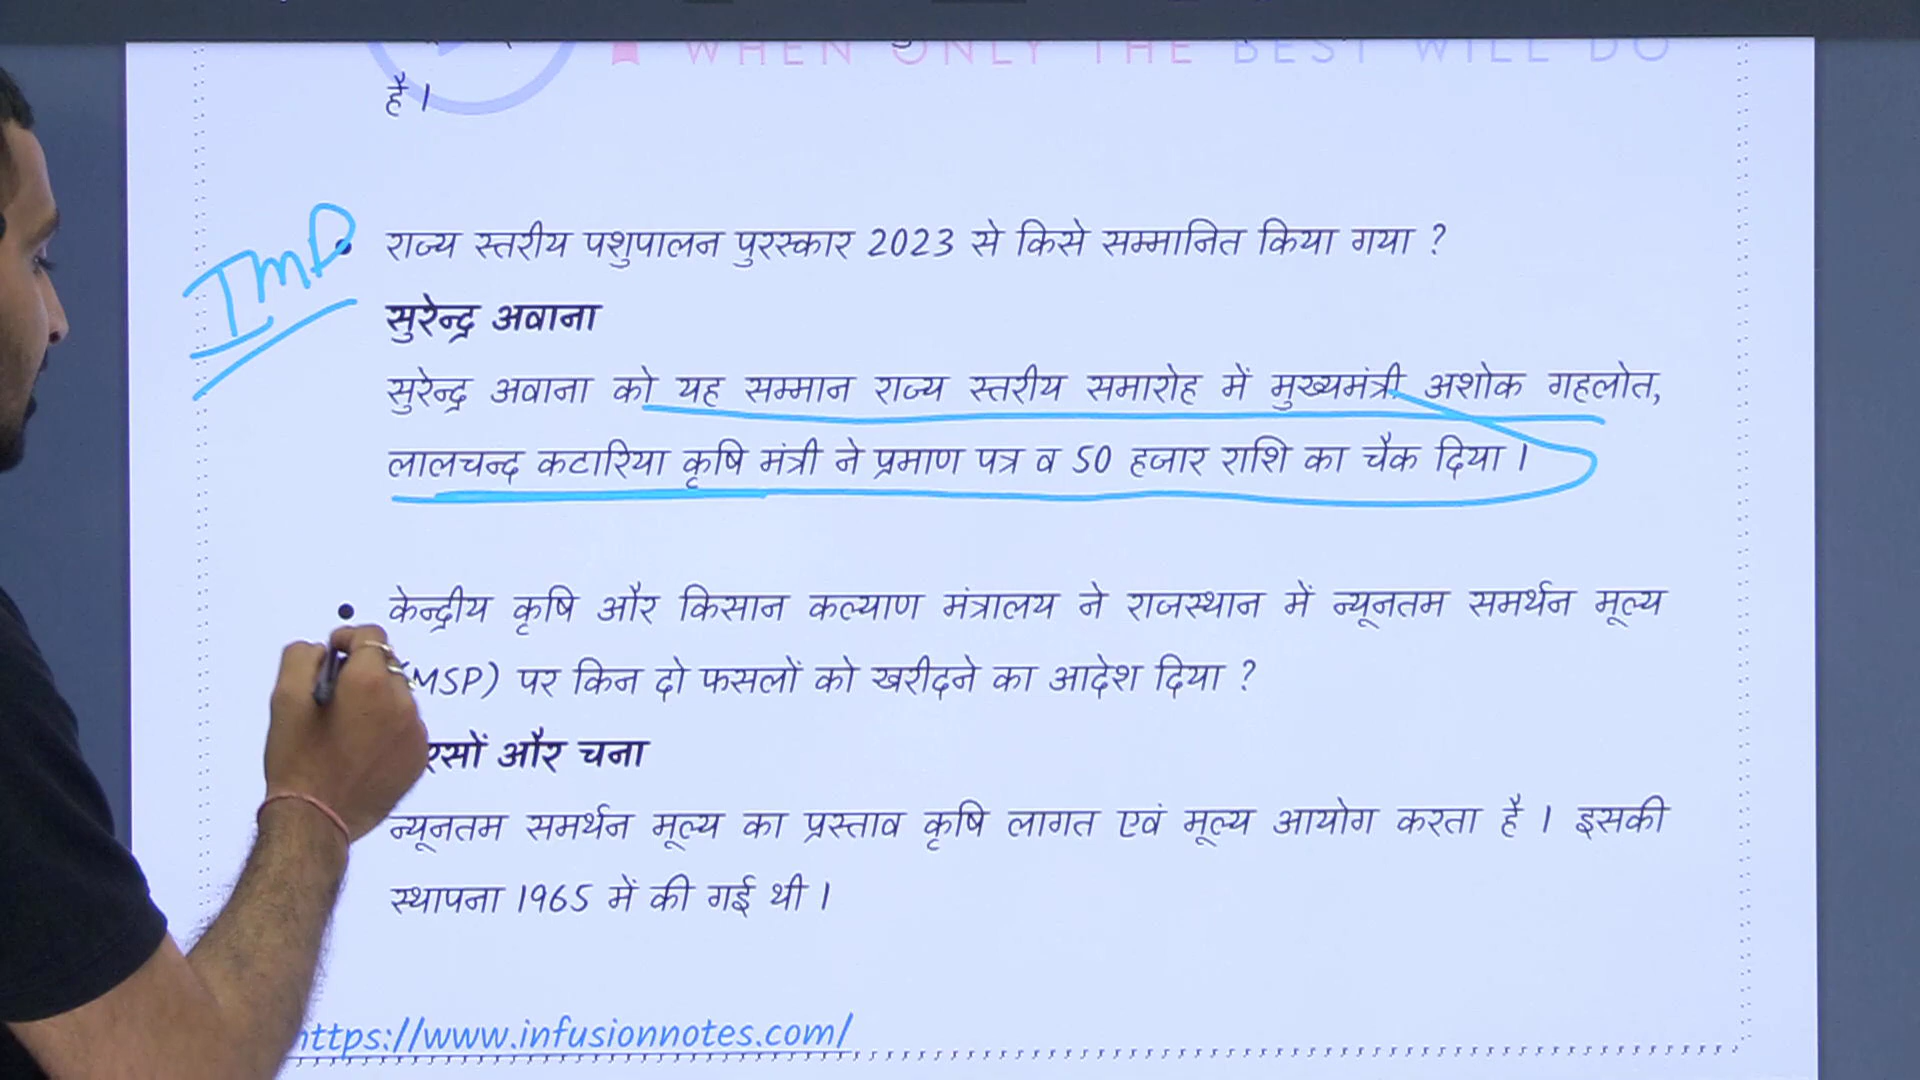 WHEN ONLY THE BEST WILL DO
है।
IMP
राज्य स्तरीय पशुपालन पुरस्कार 2023 से किसे सम्मानित किया गया ?
सुरेन्द्र अवाना
सुरेन्द्र अवाना को यह सम्मान राज्य स्तरीय समारोह में मुख्यमंत्री अशोक गहलोत,
लालचन्द कटारिया कृषि मंत्री ने प्रमाण पत्र व 50 हजार राशि का चैक दिया।
केन्द्रीय कृषि और किसान कल्याण मंत्रालय ने राजस्थान में न्यूनतम समर्थन मूल्य
(MSP) पर किन दो फसलों को खरीदने का आदेश दिया ?
और चना
न्यूनतम समर्थन मूल्य का प्रस्ताव कृषि लागत एवं मूल्य आयोग करता है। इसकी
स्थापना 1965 में की गई थी।
https://www.infusionnotes.com/